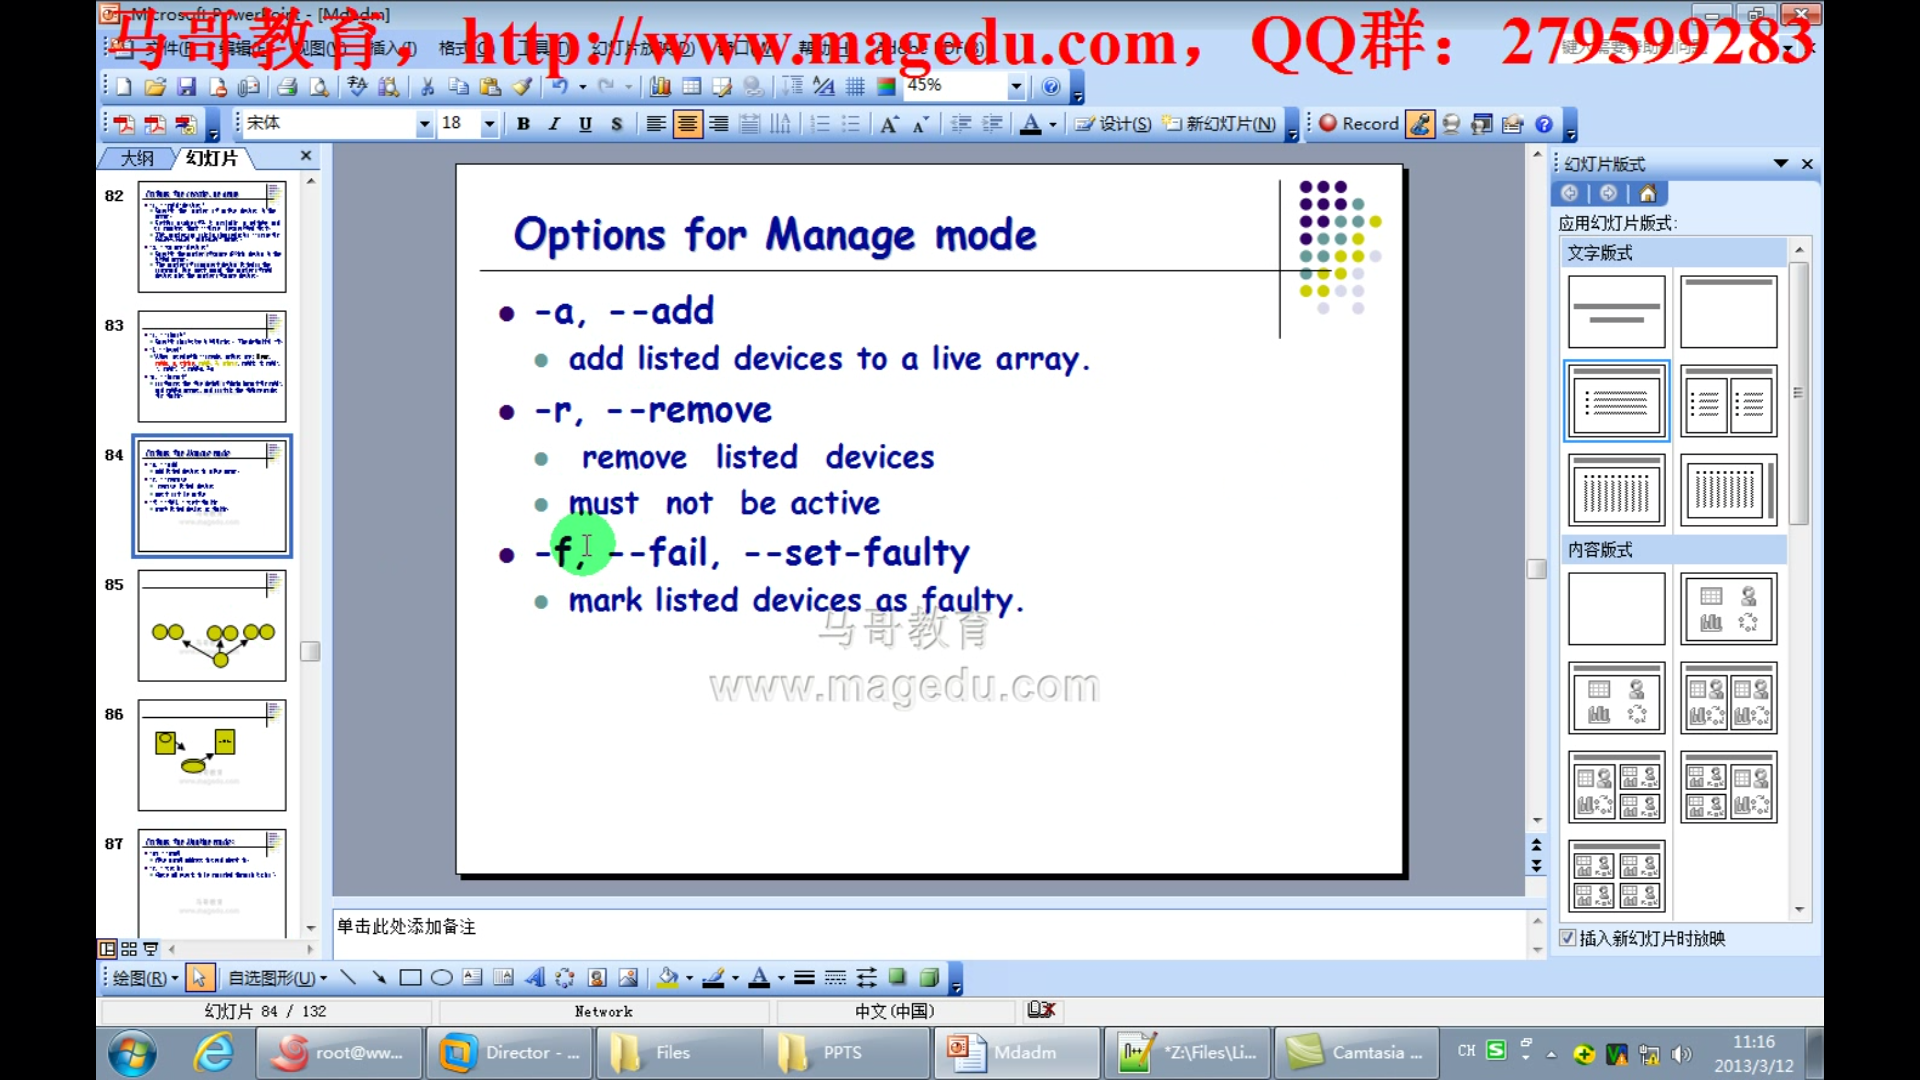 Microsoft PowerPoint - [Mdadm]
马哥教育，http://www.magedu.com，QQ群：279599283
45%
宋体 18 B I U S 设计(S) 新幻灯片(N) Record
大纲 幻灯片 幻灯片版式
应用幻灯片版式:
文字版式
内容版式
82
83
84
85
86
87
Options for Manage mode
-a, --add
add listed devices to a live array.
-r, --remove
remove listed devices
must not be active
-f, --fail, --set-faulty
mark listed devices as faulty.
马哥教育
www.magedu.com
单击此处添加备注
插入新幻灯片时放映
绘图(R) 自选图形(U)
幻灯片 84 / 132 Network 中文(中国)
root@ww... Director - ... Files PPTS Mdadm *Z:\Files\Li... Camtasia ... CH 11:16
2013/3/12